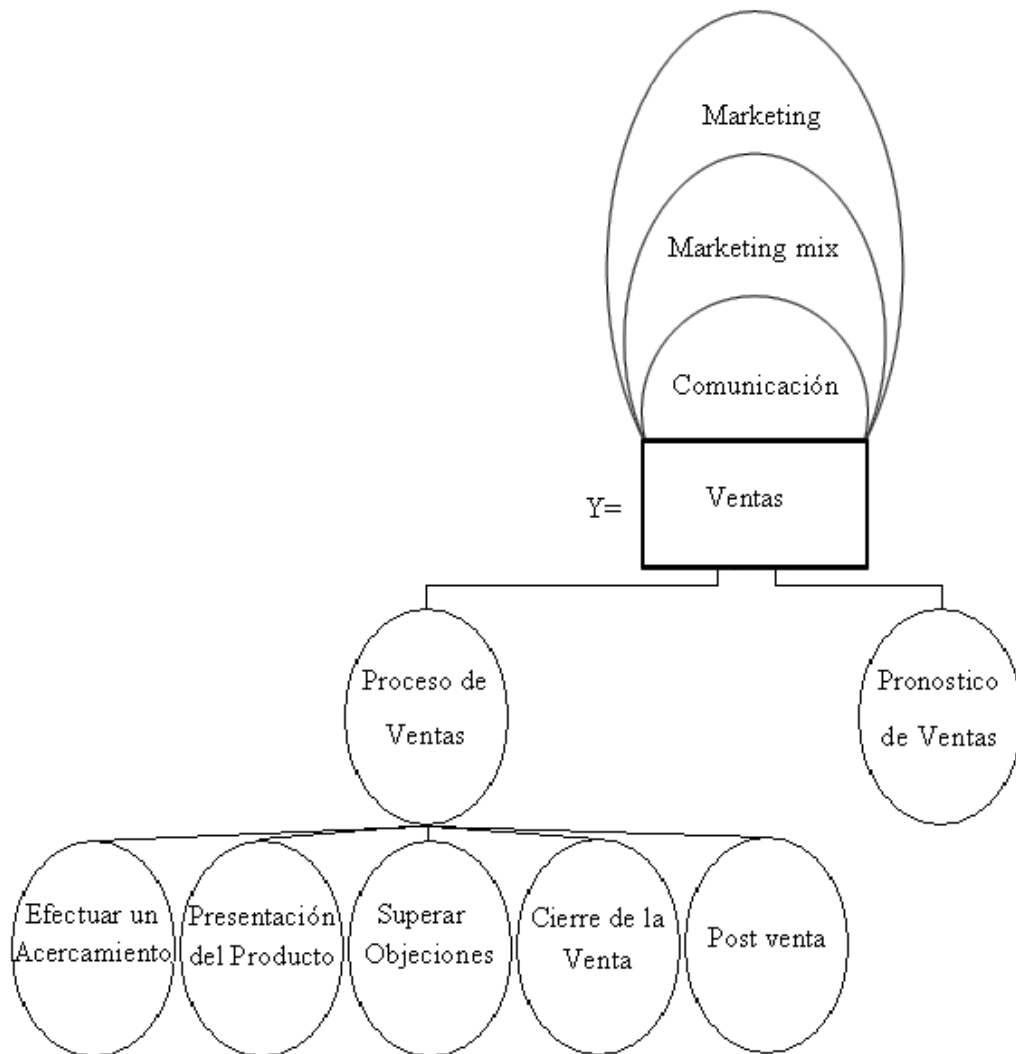 Marketing
Marketing mix
Comunicación
Y=
Ventas
Proceso de
Ventas
Pronostico
de Ventas
Efectuar un
Acercamiento
Presentación
del Producto
Superar
Objeciones
Cierre de la
Venta
Post venta